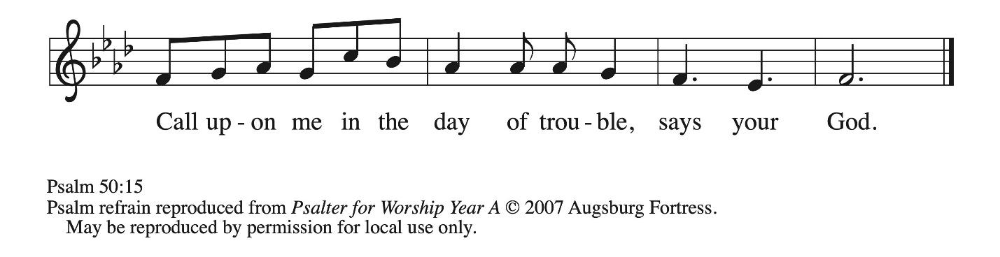 Call up - on me in the day of trou - ble, says your God.
Psalm 50:15
Psalm refrain reproduced from Psalter for Worship Year A © 2007 Augsburg Fortress.
May be reproduced by permission for local use only.